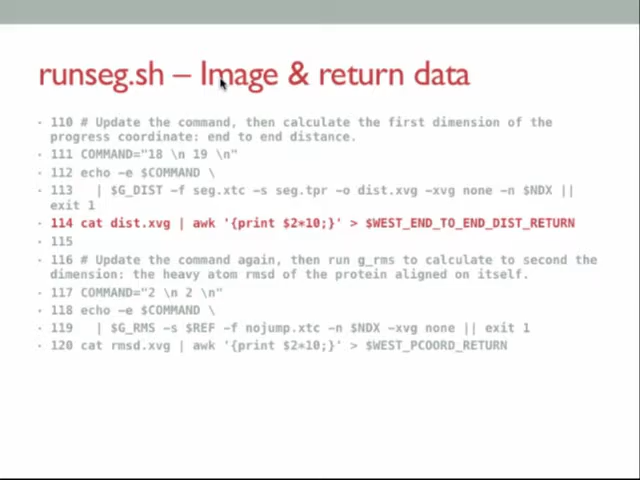 runseg.sh – Image & return data
• 110 # Update the command, then calculate the first dimension of the
progress coordinate: end to end distance.
• 111 COMMAND="18 \n 19 \n"
• 112 echo -e $COMMAND \
• 113   | $G_DIST -f seg.xtc -s seg.tpr -o dist.xvg -xvg none -n $NDX ||
exit 1
• 114 cat dist.xvg | awk '{print $2*10;}' > $WEST_END_TO_END_DIST_RETURN
• 115
• 116 # Update the command again, then run g_rms to calculate to second the
dimension: the heavy atom rmsd of the protein aligned on itself.
• 117 COMMAND="2 \n 2 \n"
• 118 echo -e $COMMAND \
• 119   | $G_RMS -s $REF -f nojump.xtc -n $NDX -xvg none || exit 1
• 120 cat rmsd.xvg | awk '{print $2*10;}' > $WEST_PCOORD_RETURN